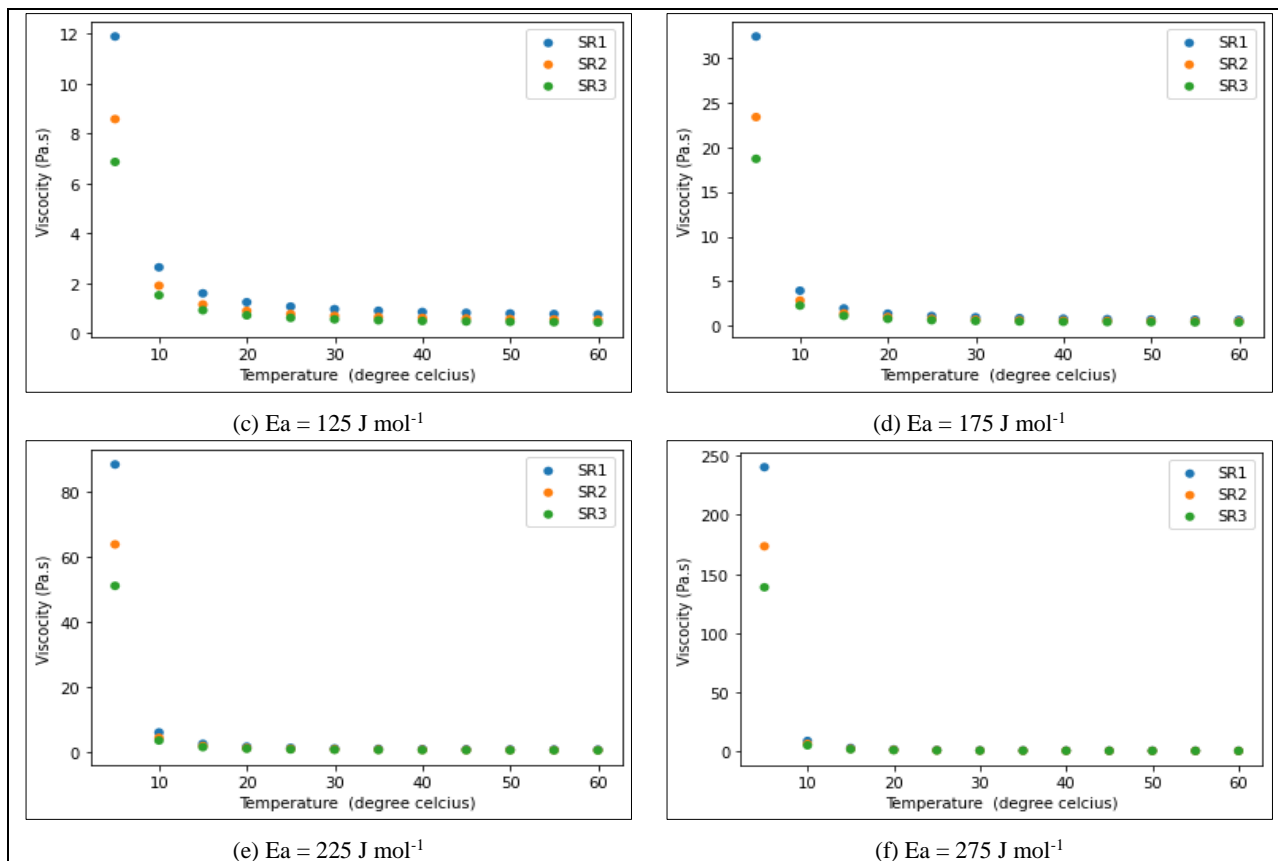 12
10
8
6
4
2
0
Viscocity (Pa.s)
SR1
SR2
SR3
10 20 30 40 50 60
Temperature (degree celcius)
(c) Ea = 125 J mol-1
30
25
20
15
10
5
0
Viscocity (Pa.s)
SR1
SR2
SR3
10 20 30 40 50 60
Temperature (degree celcius)
(d) Ea = 175 J mol-1
80
60
40
20
0
Viscocity (Pa.s)
SR1
SR2
SR3
10 20 30 40 50 60
Temperature (degree celcius)
(e) Ea = 225 J mol-1
250
200
150
100
50
0
Viscocity (Pa.s)
SR1
SR2
SR3
10 20 30 40 50 60
Temperature (degree celcius)
(f) Ea = 275 J mol-1